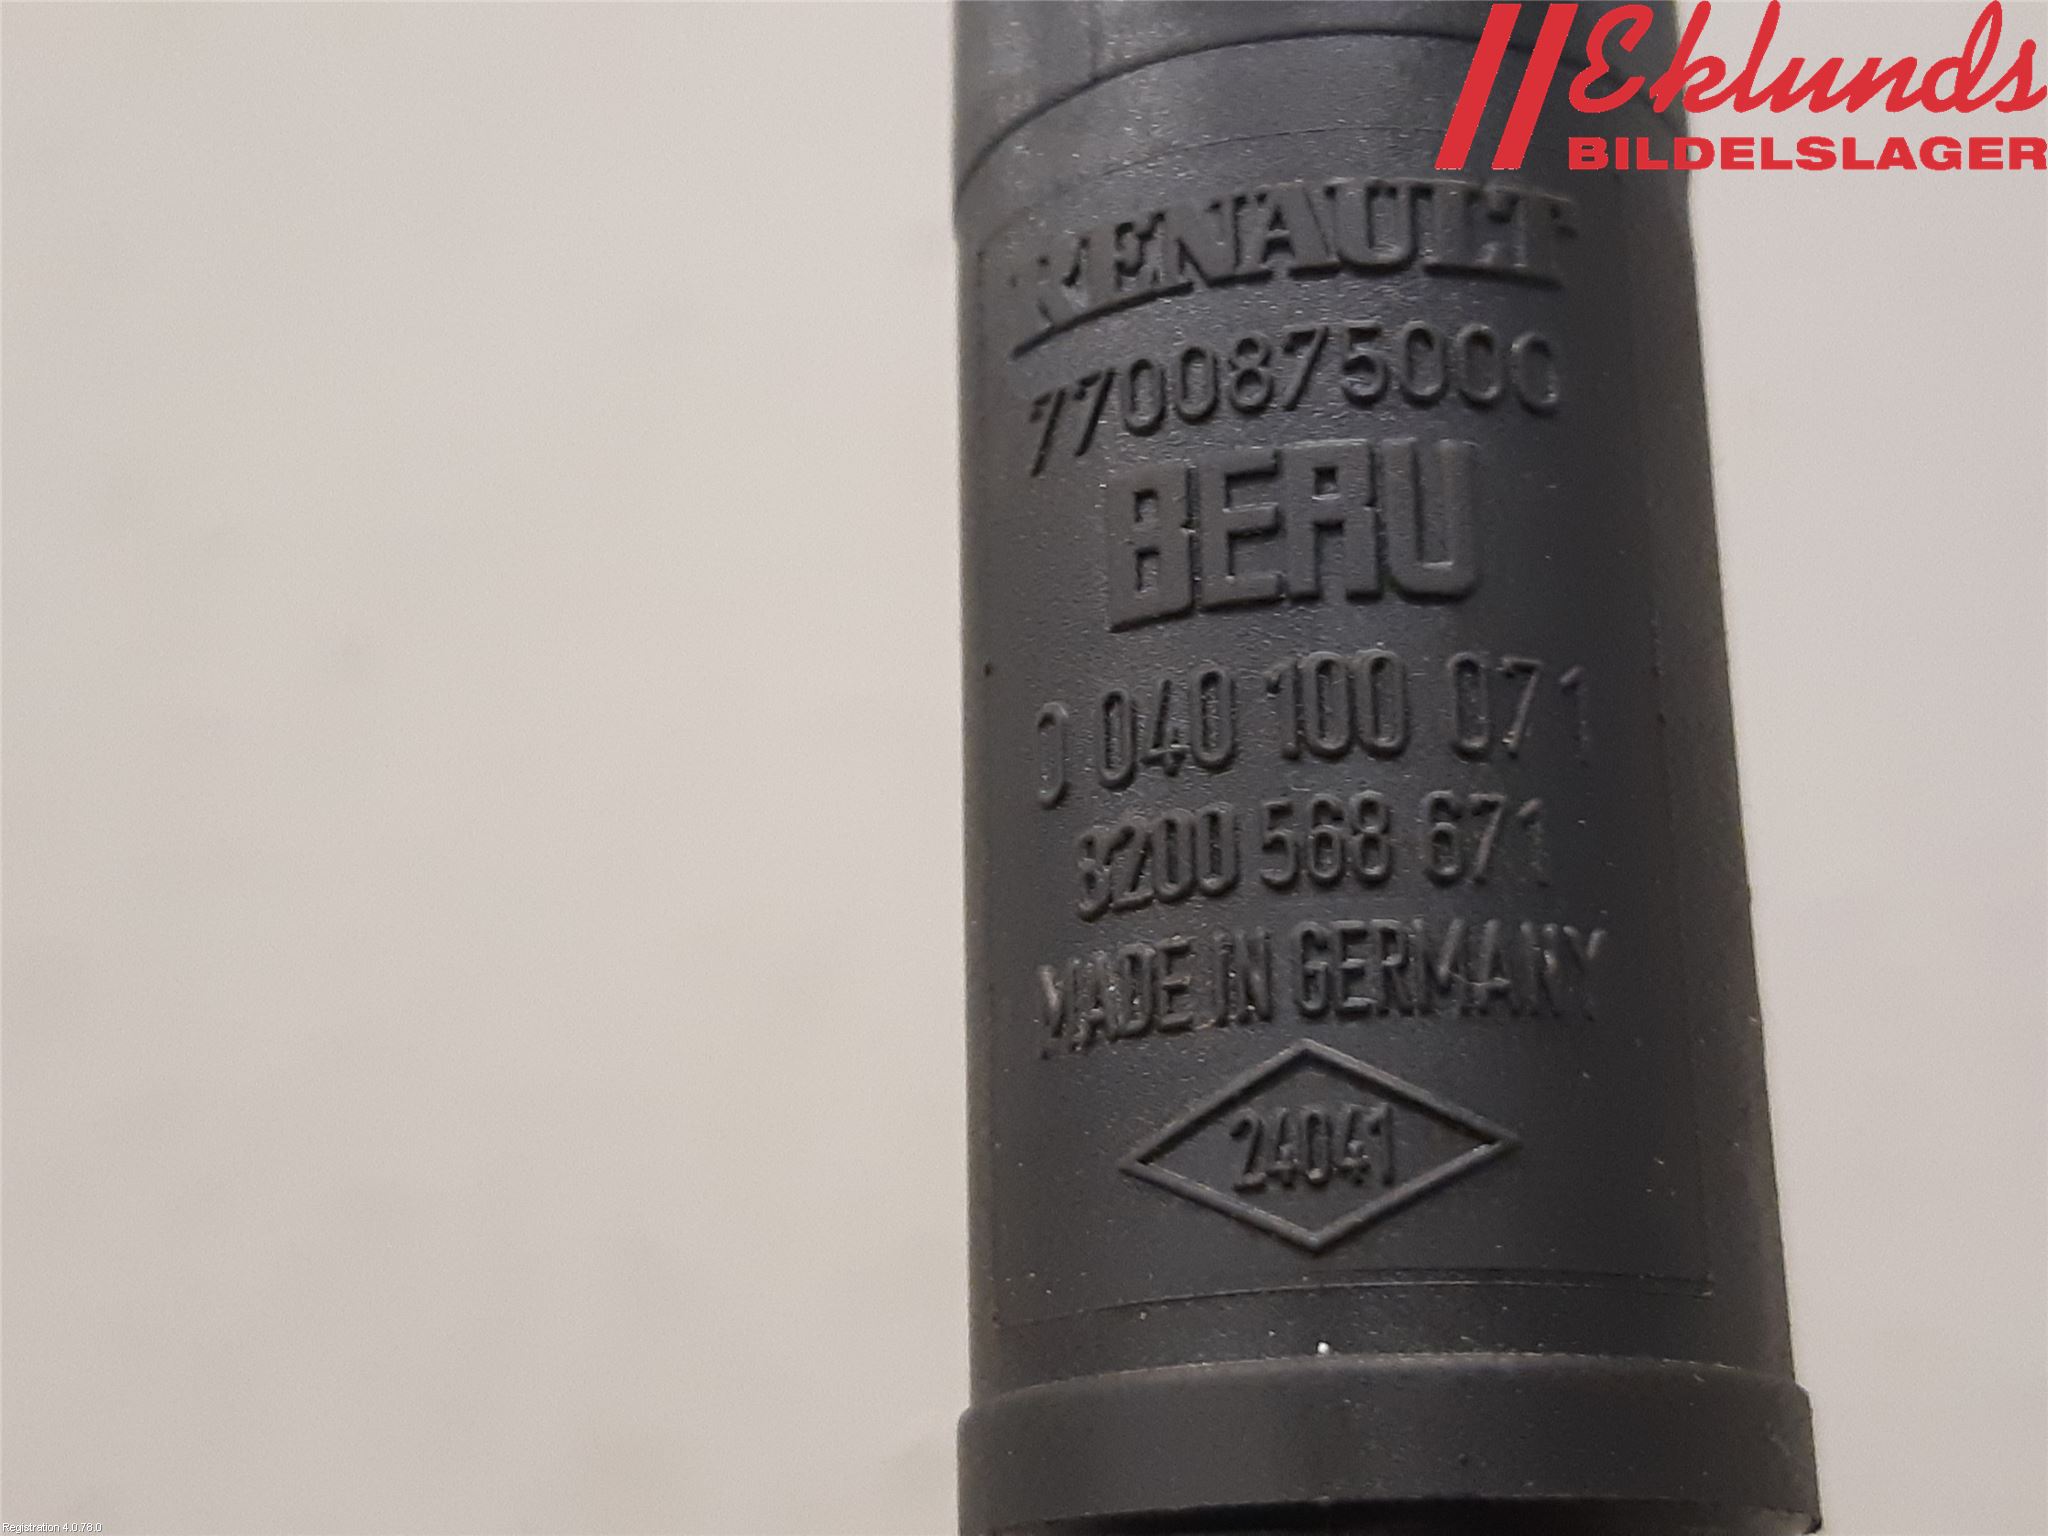 Eklunds
BILDELSLAGER
RENAULT
7700875000
BERU
0 040 100 071
8200 568 671
MADE IN GERMANY
24041
Registration 4.0.78.0